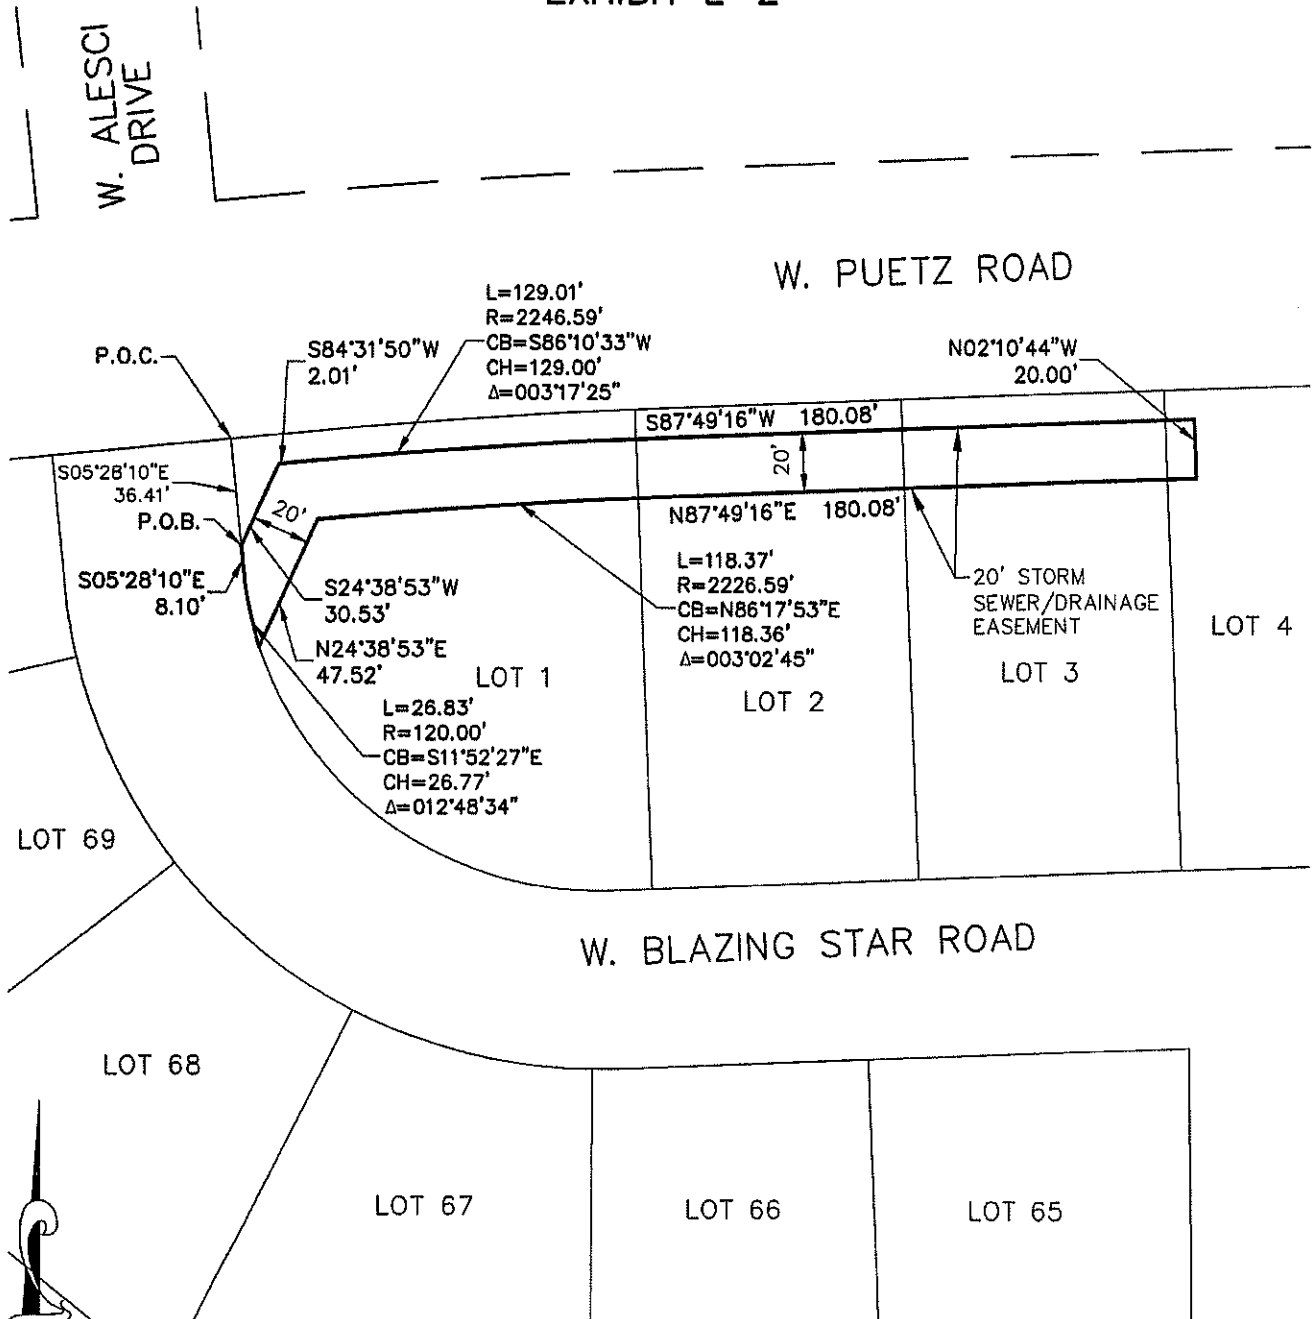 W. ALESCI
DRIVE
W. PUETZ ROAD
L=129.01'
R=2246.59'
CB=S86°10'33"W
CH=129.00'
Δ=003°17'25"
P.O.C.
S84°31'50"W
2.01'
N02°10'44"W
20.00'
S87°49'16"W 180.08'
20'
S05°28'10"E
36.41'
20'
P.O.B.
N87°49'16"E 180.08'
S05°28'10"E
8.10'
S24°38'53"W
30.53'
L=118.37'
R=2226.59'
CB=N86°17'53"E
CH=118.36'
Δ=003°02'45"
20' STORM
SEWER/DRAINAGE
EASEMENT
N24°38'53"E
47.52'
LOT 1
LOT 2
LOT 3
LOT 4
L=26.83'
R=120.00'
CB=S11°52'27"E
CH=26.77'
Δ=012°48'34"
LOT 69
W. BLAZING STAR ROAD
LOT 68
LOT 67
LOT 66
LOT 65